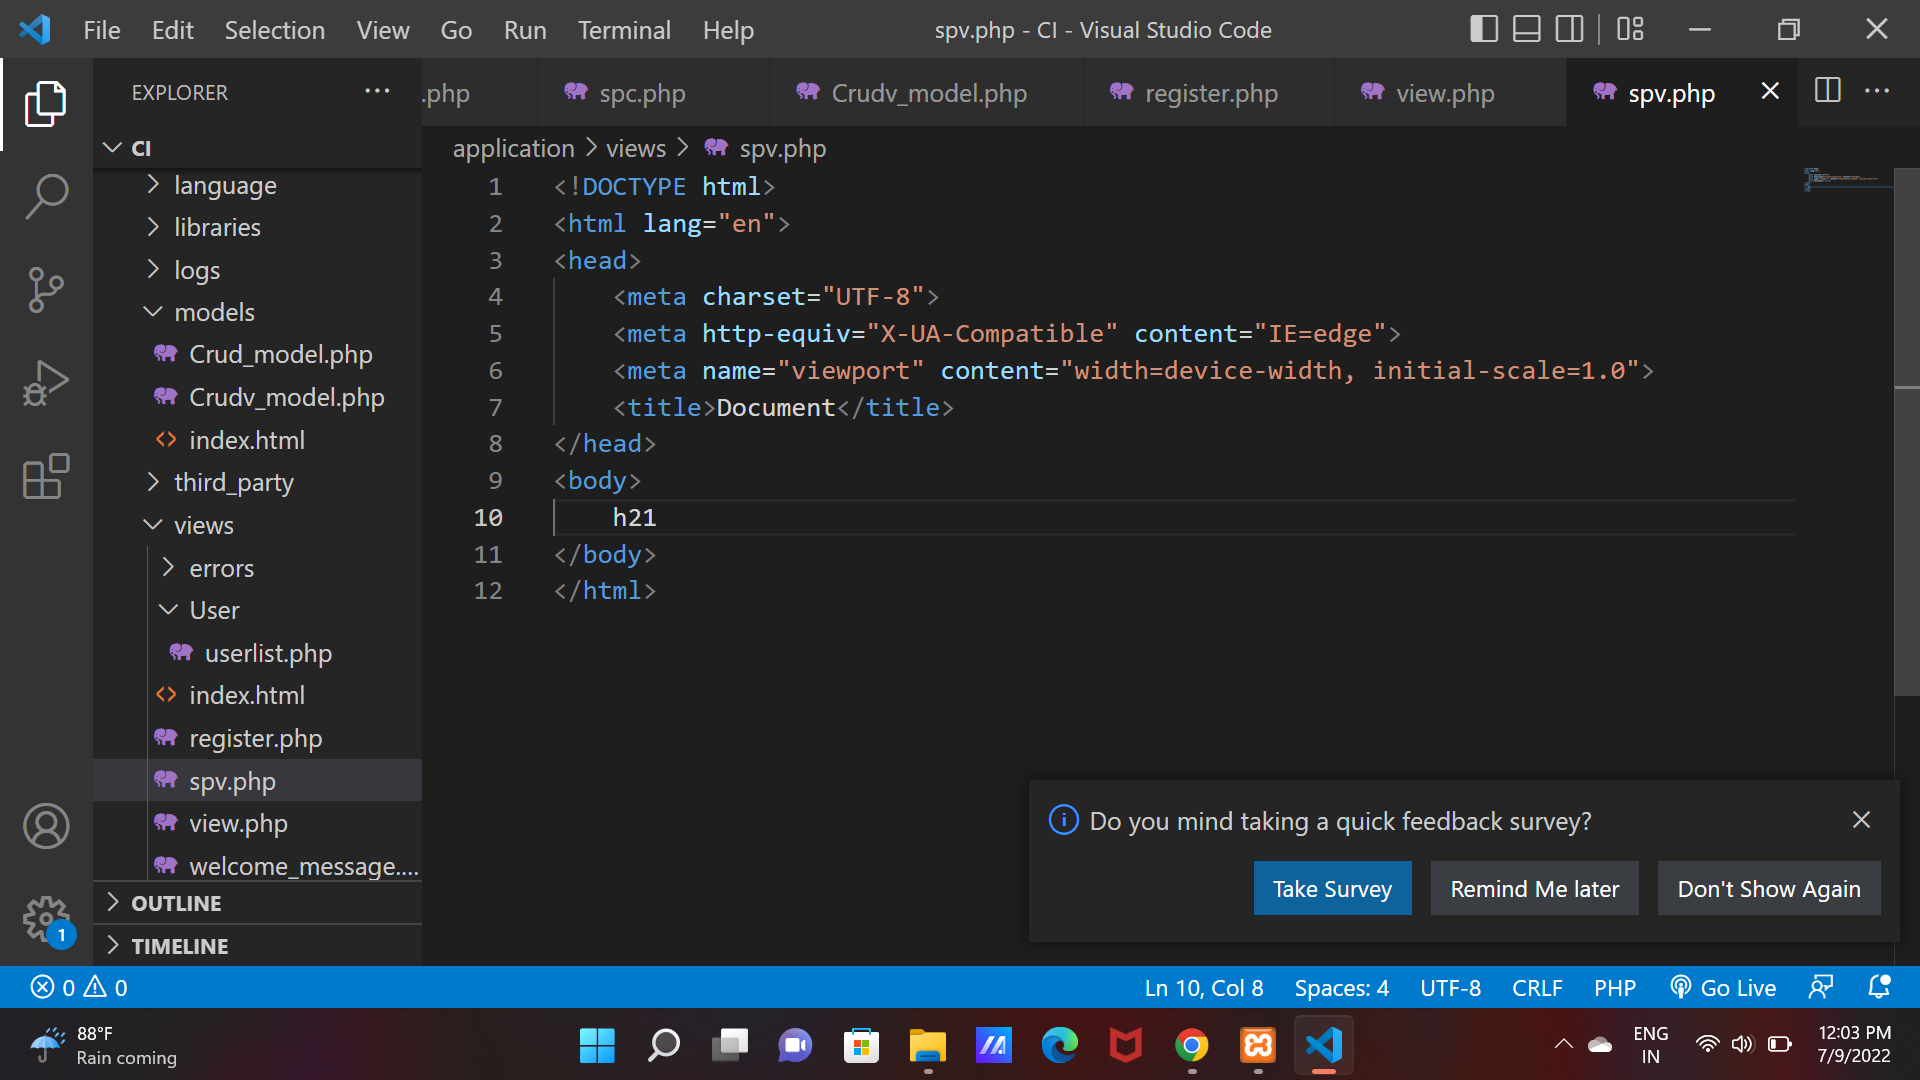 File Edit Selection View Go Run Terminal Help
spv.php - CI - Visual Studio Code
EXPLORER
.php
spc.php
Crudv_model.php
register.php
view.php
spv.php
CI
language
libraries
logs
models
Crud_model.php
Crudv_model.php
index.html
third_party
views
errors
User
userlist.php
index.html
register.php
spv.php
view.php
welcome_message....
OUTLINE
TIMELINE
application > views > spv.php
1 <!DOCTYPE html>
2 <html lang="en">
3 <head>
4     <meta charset="UTF-8">
5     <meta http-equiv="X-UA-Compatible" content="IE=edge">
6     <meta name="viewport" content="width=device-width, initial-scale=1.0">
7     <title>Document</title>
8 </head>
9 <body>
10     h21
11 </body>
12 </html>
Do you mind taking a quick feedback survey?
Take Survey
Remind Me later
Don't Show Again
1
0 0
Ln 10, Col 8 Spaces: 4 UTF-8 CRLF PHP Go Live
88°F
Rain coming
ENG
IN
12:03 PM
7/9/2022